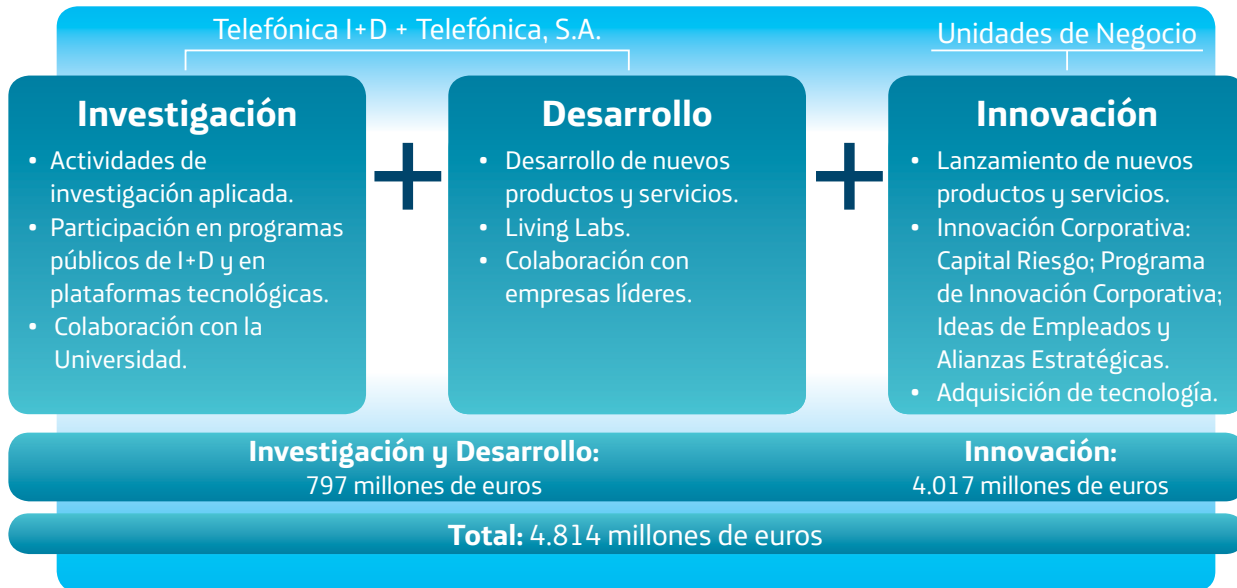 Telefónica I+D + Telefónica, S.A.
Unidades de Negocio
Investigación
• Actividades de
investigación aplicada.
• Participación en programas
públicos de I+D y en
plataformas tecnológicas.
• Colaboración con la
Universidad.
+
Desarrollo
• Desarrollo de nuevos
productos y servicios.
• Living Labs.
• Colaboración con
empresas líderes.
+
Innovación
• Lanzamiento de nuevos
productos y servicios.
• Innovación Corporativa:
Capital Riesgo; Programa
de Innovación Corporativa;
Ideas de Empleados y
Alianzas Estratégicas.
• Adquisición de tecnología.
Investigación y Desarrollo:
797 millones de euros
Innovación:
4.017 millones de euros
Total: 4.814 millones de euros